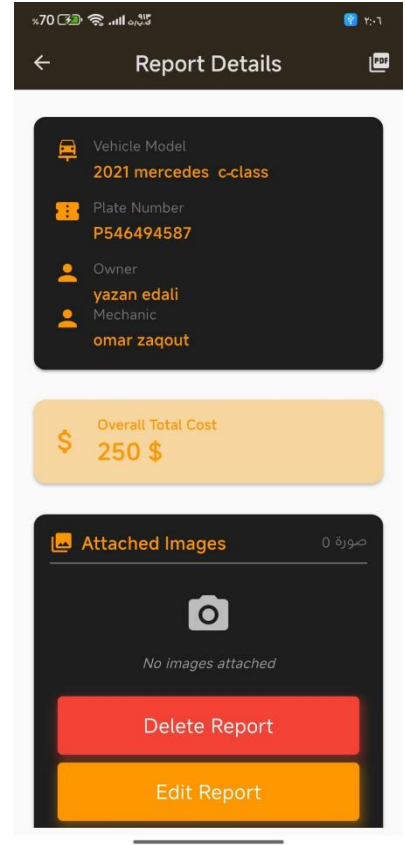 %70
٢:٠٦
Report Details
PDF
Vehicle Model
2021 mercedes c-class
Plate Number
P546494587
Owner
yazan edali
Mechanic
omar zaqout
Overall Total Cost
250 $
Attached Images
صورة 0
No images attached
Delete Report
Edit Report